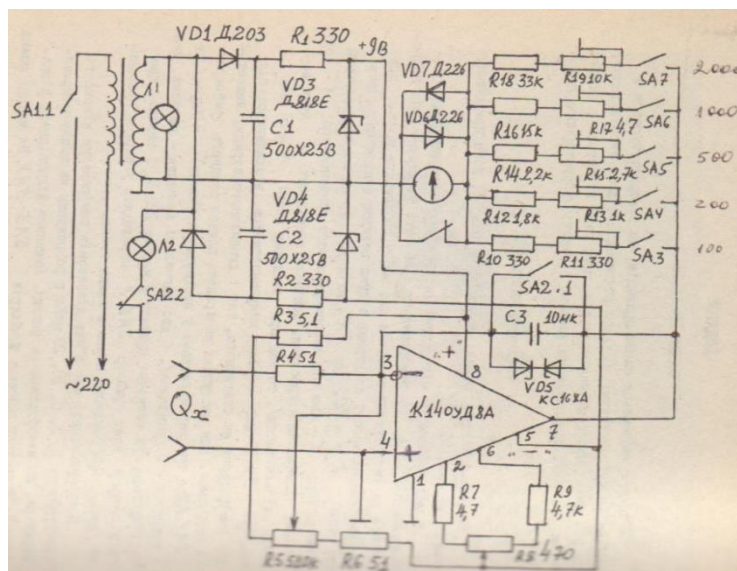 VD1 Д203
R1 330
+9В
SA1.1
Л1
VD3
Д818Е
C1
500X25В
VD7 Д226
VD6 Д226
R18 33к
R19 10к
SA7
2000
R16 15к
R17 4,7
SA6
1000
R14 2,2к
R15 2,7к
SA5
500
R12 1,8к
R13 1к
SA4
200
R10 330
R11 330
SA3
100
VD4
Д818Е
C2
500X25В
Л2
SA2.2
R2 330
R3 5,1
R4 51
~220
Qx
SA2.1
C3
10мк
VD5
КС168А
"+"
3
8
К140УД8А
4
7
5
6
"–"
1
2
R7
4,7
R9
4,7к
R8 470
R5 500к
R6 51